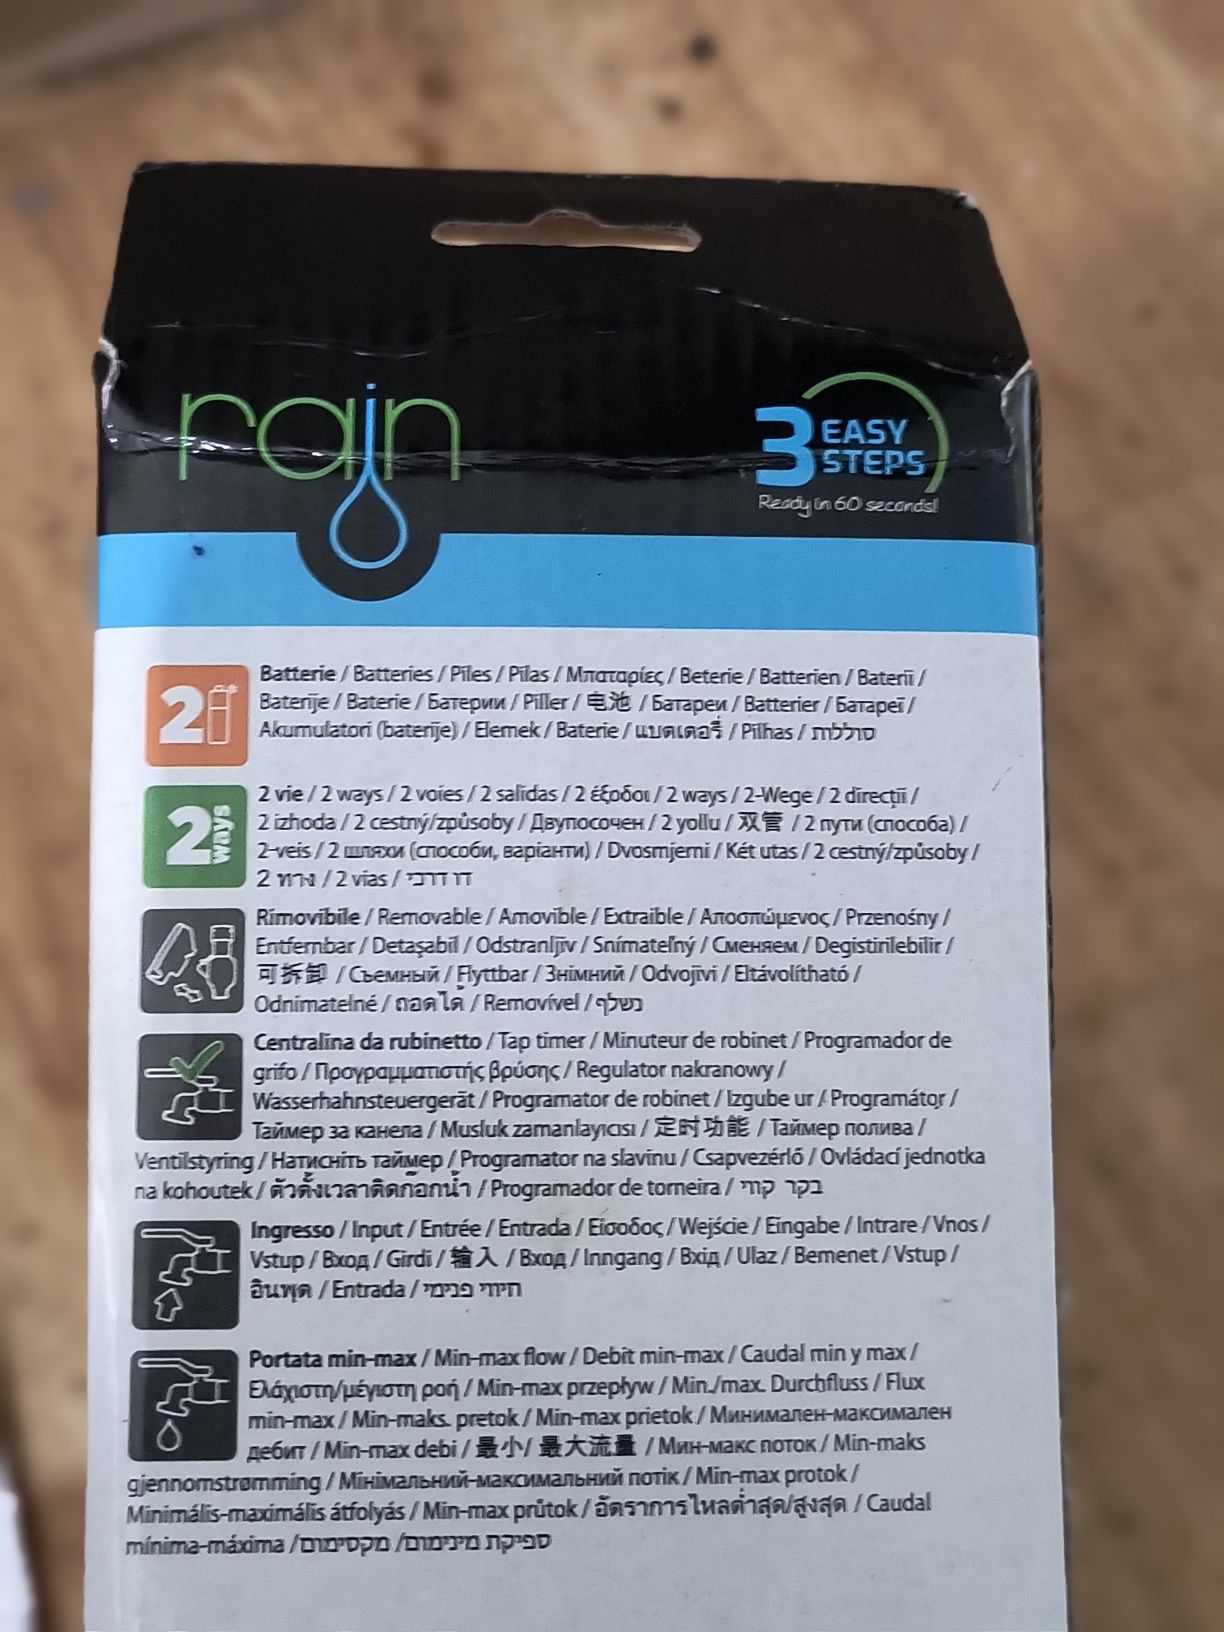 rain
3 EASY STEPS
Ready in 60 seconds!
2
Batterie / Batteries / Piles / Pilas / Μπαταρίες / Beterie / Batterien / Baterii /
Baterije / Baterie / Батерии / Piller / 电池 / Батареи / Batterier / Батареї /
Akumulatori (baterije) / Elemek / Baterie / แบตเตอรี่ / Pilhas / סוללות
2 ways
2 vie / 2 ways / 2 voies / 2 salidas / 2 έξοδοι / 2 ways / 2-Wege / 2 direcții /
2 izhoda / 2 cestný/způsoby / Двупосочен / 2 yollu / 双管 / 2 пути (способа) /
2-veis / 2 шляхи (способи, варіанти) / Dvosmjerni / Két utas / 2 cestný/způsoby /
2 ทาง / 2 vias / דו דרכי
Rimovibile / Removable / Amovible / Extraible / Αποσπώμενος / Przenośny /
Entfernbar / Detaşabil / Odstranljiv / Snímateľný / Сменяем / Degistirilebilir /
可拆卸 / Съемный / Flyttbar / Знімний / Odvojivi / Eltávolítható /
Odnímatelné / ถอดได้ / Removível / נשלף
Centralina da rubinetto / Tap timer / Minuteur de robinet / Programador de
grifo / Προγραμματιστής βρύσης / Regulator nakranowy /
Wasserhahnsteuergerät / Programator de robinet / Izgube ur / Programátor /
Таймер за канела / Musluk zamanlayıcısı / 定时功能 / Таймер полива /
Ventilstyring / Натисніть таймер / Programator na slavinu / Csapvezérlő / Ovládací jednotka
na kohoutek / ตัวตั้งเวลาติดก๊อกน้ำ / Programador de torneira / בקר קווי
Ingresso / Input / Entrée / Entrada / Είσοδος / Wejście / Eingabe / Intrare / Vnos /
Vstup / Вход / Girdi / 输入 / Вход / Inngang / Вхід / Ulaz / Bemenet / Vstup /
อินพุต / Entrada / חיווי פנימי
Portata min-max / Min-max flow / Debit min-max / Caudal min y max /
Ελάχιστη/μέγιστη ροή / Min-max przepływ / Min./max. Durchfluss / Flux
min-max / Min-maks. pretok / Min-max prietok / Минимален-максимален
дебит / Min-max debi / 最小/ 最大流量 / Мин-макс поток / Min-maks
gjennomstrømming / Мінімальний-максимальний потік / Min-max protok /
Minimális-maximális átfolyás / Min-max průtok / อัตราการไหลต่ำสุด/สูงสุด / Caudal
mínima-máxima / ספיקת מינימום/ מקסימום